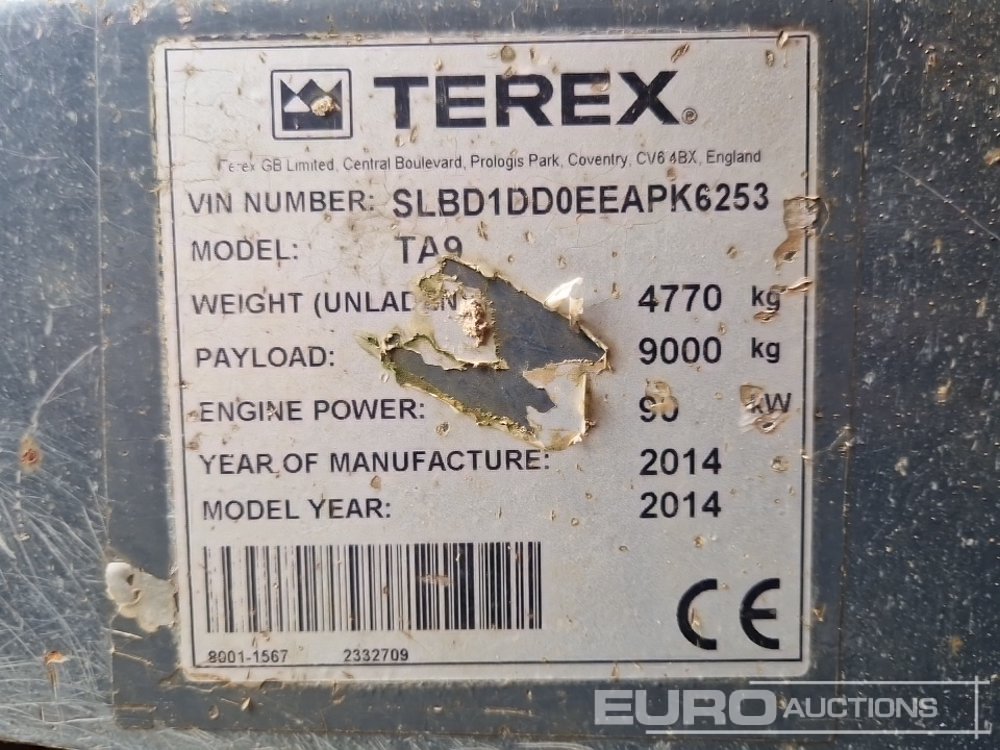 TEREX®
Terex GB Limited, Central Boulevard, Prologis Park, Coventry, CV6 4BX, England
VIN NUMBER: SLBD1DD0EEAPK6253
MODEL: TA9
WEIGHT (UNLADEN 4770 kg
PAYLOAD: 9000 kg
ENGINE POWER: 90 kW
YEAR OF MANUFACTURE: 2014
MODEL YEAR: 2014
8001-1567 2332709
CE
EURO AUCTIONS